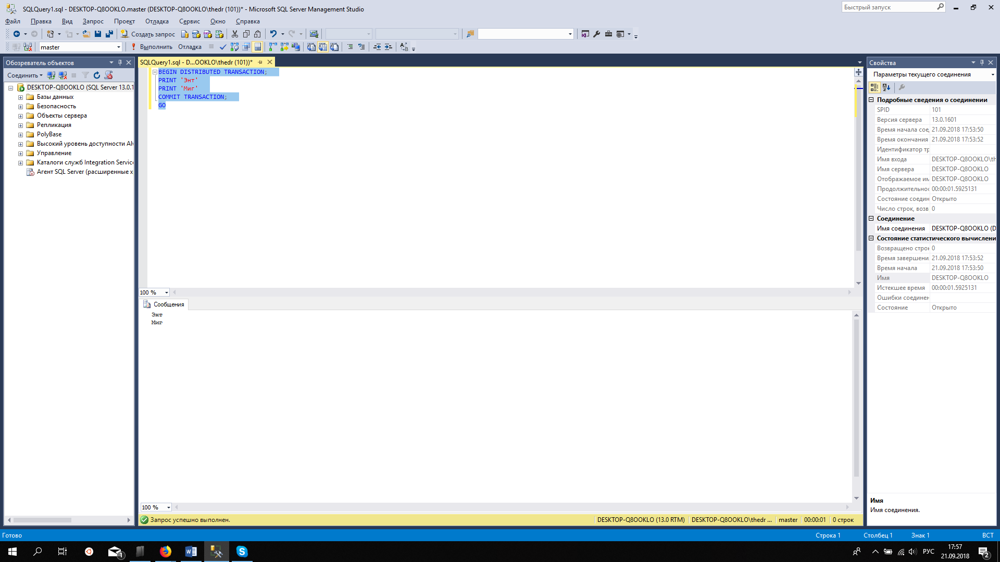 SQLQuery1.sql - DESKTOP-Q8OOKLO.master (DESKTOP-Q8OOKLO\thedr (101))* - Microsoft SQL Server Management Studio
Быстрый запуск
Файл Правка Вид Запрос Проект Отладка Сервис Окно Справка
Создать запрос
master Выполнить Отладка
Обозреватель объектов
Соединить
DESKTOP-Q8OOKLO (SQL Server 13.0.1
Базы данных
Безопасность
Объекты сервера
Репликация
PolyBase
Высокий уровень доступности Al
Управление
Каталоги служб Integration Servic
Агент SQL Server (расширенные х
SQLQuery1.sql - D...OOKLO\thedr (101))*
BEGIN DISTRIBUTED TRANSACTION;
PRINT 'Энт'
PRINT 'Миг'
COMMIT TRANSACTION;
GO
100 %
Сообщения
Энт
Миг
100 %
Запрос успешно выполнен.
DESKTOP-Q8OOKLO (13.0 RTM) DESKTOP-Q8OOKLO\thedr ... master 00:00:01 0 строк
Свойства
Параметры текущего соединения
Подробные сведения о соединении
SPID 101
Версия сервера 13.0.1601
Время начала сое, 21.09.2018 17:53:50
Время окончания 21.09.2018 17:53:52
Идентификатор тр
Имя входа DESKTOP-Q8OOKLO\th
Имя сервера DESKTOP-Q8OOKLO
Отображаемое им DESKTOP-Q8OOKLO
Продолжительнос 00:00:01.5925131
Состояние соедин Открыто
Число строк, возв 0
Соединение
Имя соединения DESKTOP-Q8OOKLO (D
Состояние статистического вычислени
Возвращено строк 0
Время завершени 21.09.2018 17:53:52
Время начала 21.09.2018 17:53:50
Имя DESKTOP-Q8OOKLO
Истекшее время 00:00:01.5925131
Ошибки соединен
Состояние Открыто
Имя
Имя соединения.
Готово
Строка 1 Столбец 1 Знак 1 ВСТ
1
РУС
17:57
21.09.2018
2